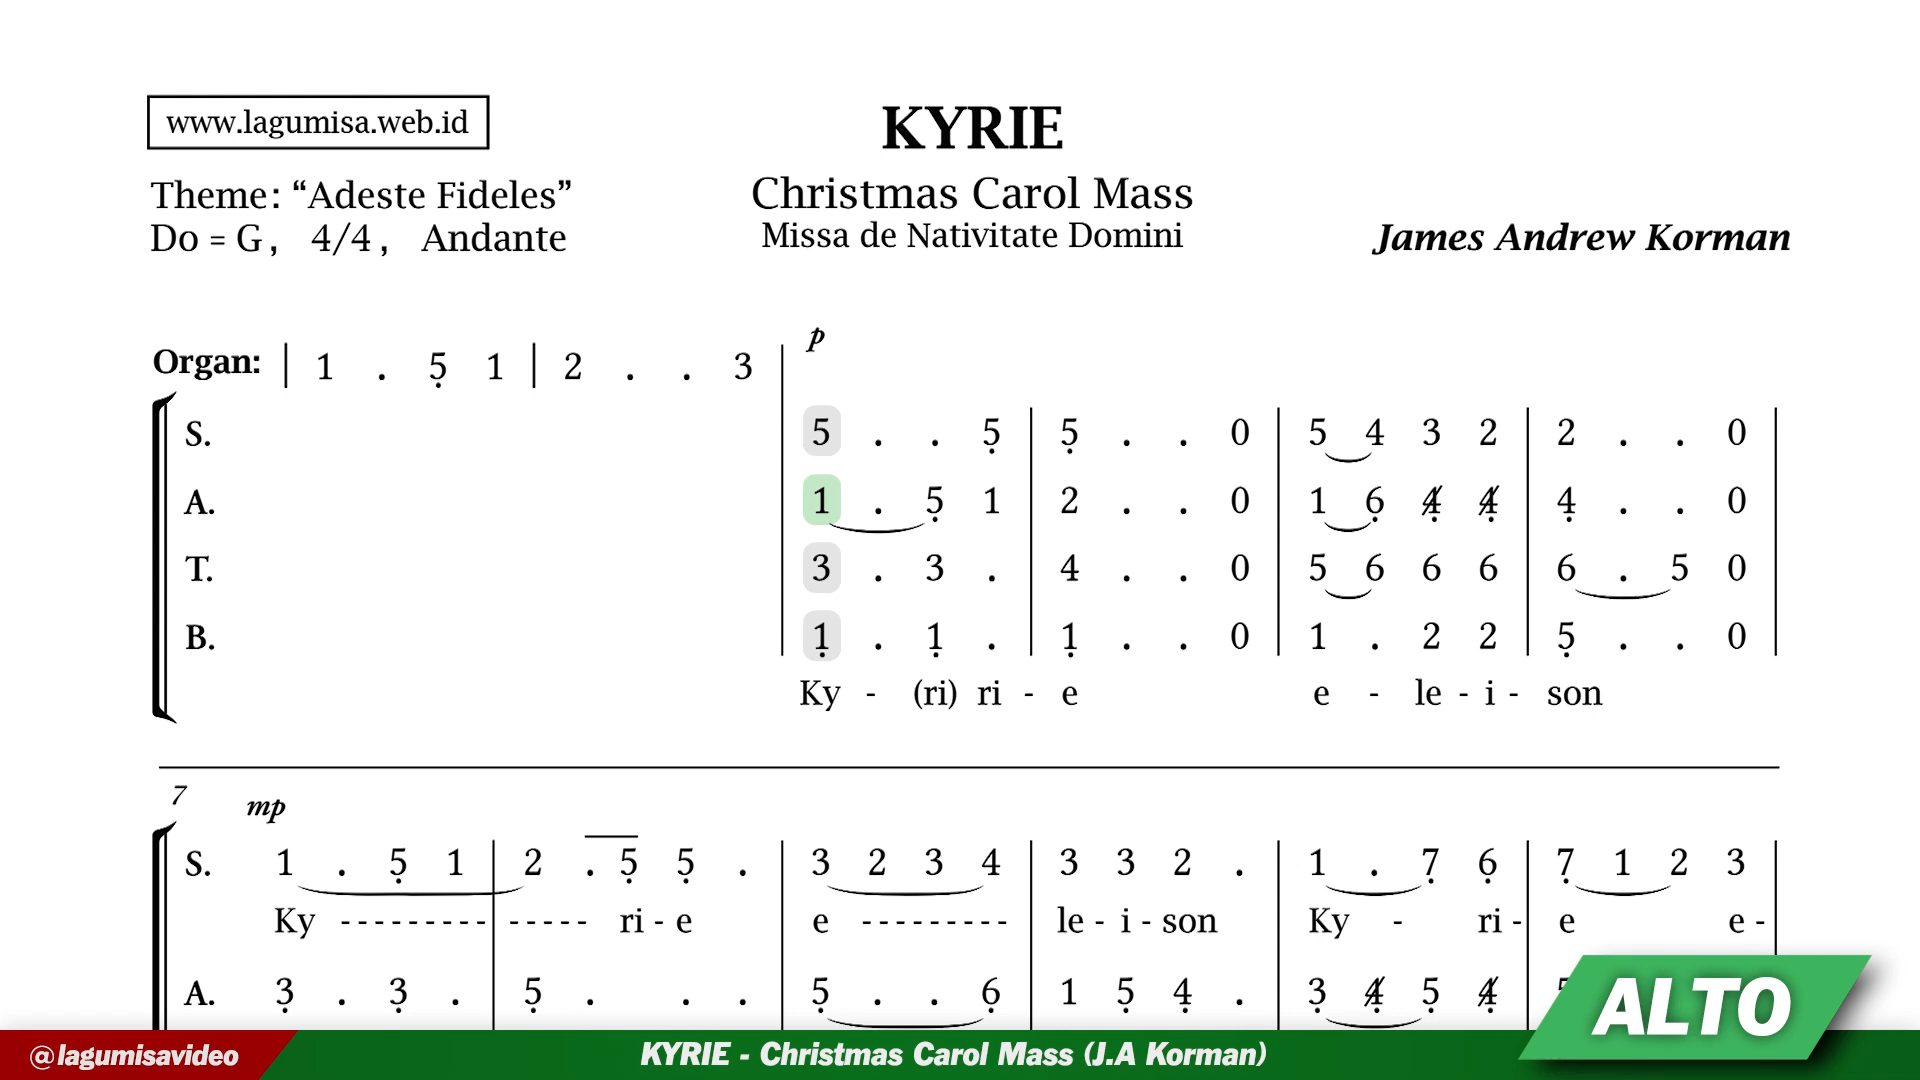 www.lagumisa.web.id
KYRIE
Theme: “Adeste Fideles”
Christmas Carol Mass
Do = G , 4/4 , Andante
Missa de Nativitate Domini
James Andrew Korman
p
Organ: | 1 . 5̣ 1 | 2 . . 3
S. 5 . . 5̣ | 5̣ . . 0 | 5 4 3 2 | 2 . . 0 |
A. 1 . 5̣ 1 | 2 . . 0 | 1 6̣ 4̸̣ 4̸̣ | 4̣ . . 0 |
T. 3 . 3 . | 4 . . 0 | 5 6 6 6 | 6 . 5 0 |
B. 1̣ . 1̣ . | 1̣ . . 0 | 1 . 2 2 | 5̣ . . 0 |
Ky - (ri) ri - e e - le - i - son
7
mp
S. 1 . 5̣ 1 | 2 . 5̣ 5̣ . | 3 2 3 4 | 3 3 2 . | 1 . 7̣ 6̣ | 7̣ 1 2 3 |
Ky --------- ----- ri - e e --------- le - i - son Ky - ri - e e -
A. 3̣ . 3̣ . | 5̣ . . . | 5̣ . . 6̣ | 1 5̣ 4̣ . | 3̣ 4̸̣ 5̣ 4̸̣ |
ALTO
@lagumisavideo
KYRIE - Christmas Carol Mass (J.A Korman)